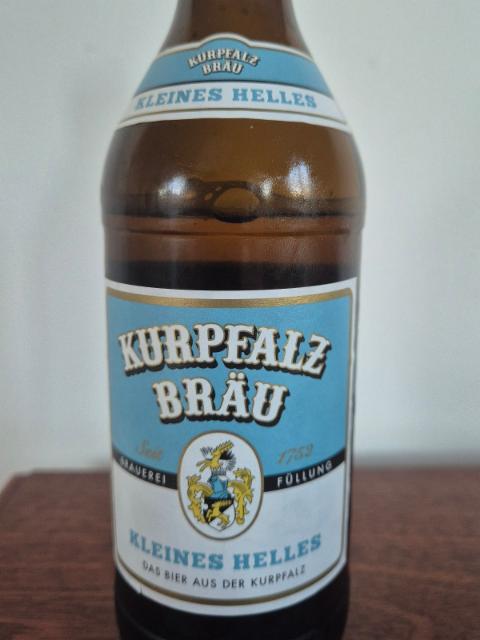 KURPFALZ
BRÄU
KLEINES HELLES
KURPFALZ
BRÄU
Seit 1752
BRAUEREI FÜLLUNG
KLEINES HELLES
DAS BIER AUS DER KURPFALZ